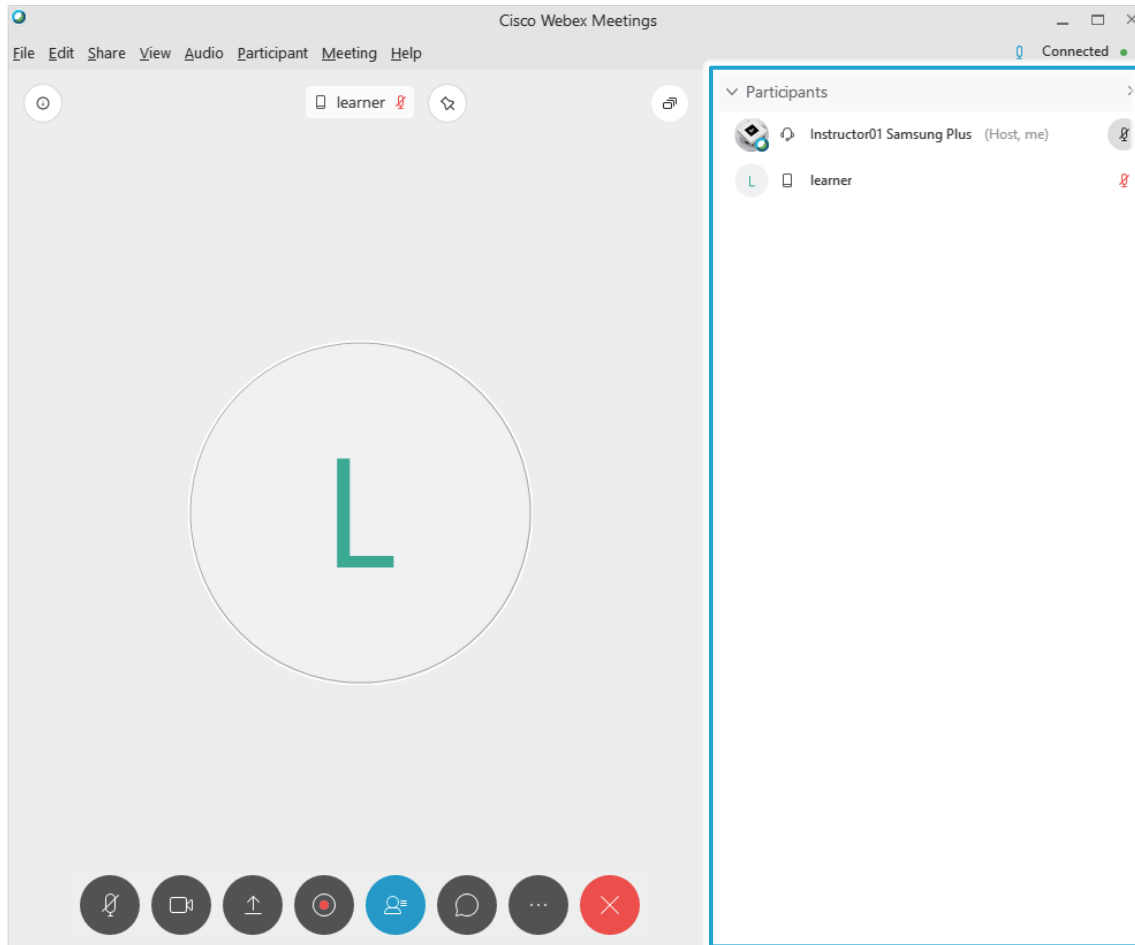 Cisco Webex Meetings
File Edit Share View Audio Participant Meeting Help
Connected
learner
Participants
Instructor01 Samsung Plus (Host, me)
L learner
L